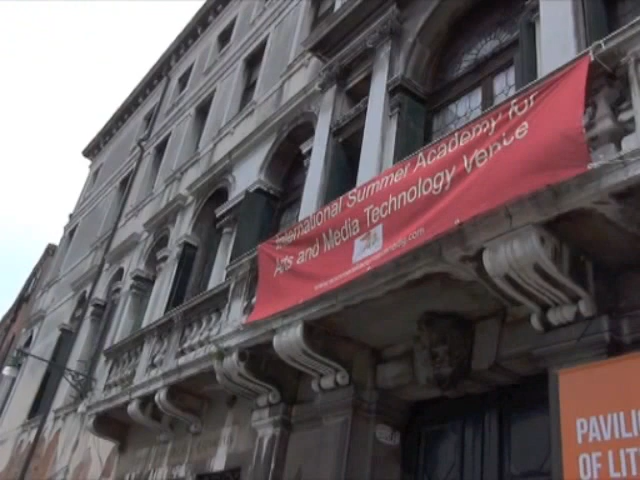 International Summer Academy for
Arts and Media Technology Venice
PAVILI
OF LIT